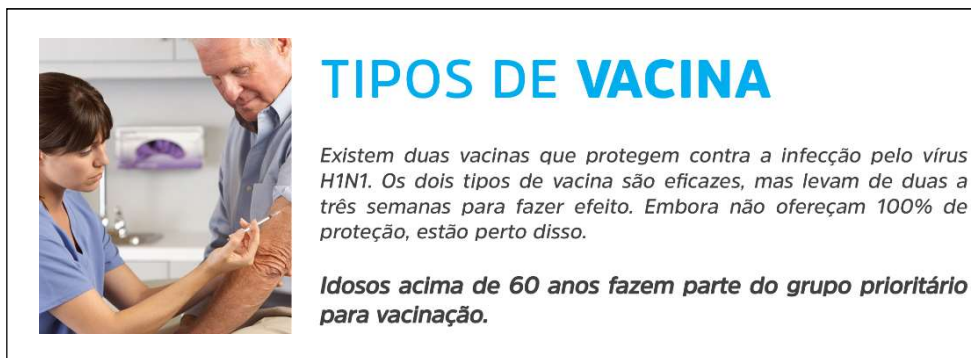 TIPOS DE VACINA
Existem duas vacinas que protegem contra a infecção pelo vírus
H1N1. Os dois tipos de vacina são eficazes, mas levam de duas a
três semanas para fazer efeito. Embora não ofereçam 100% de
proteção, estão perto disso.
Idosos acima de 60 anos fazem parte do grupo prioritário
para vacinação.